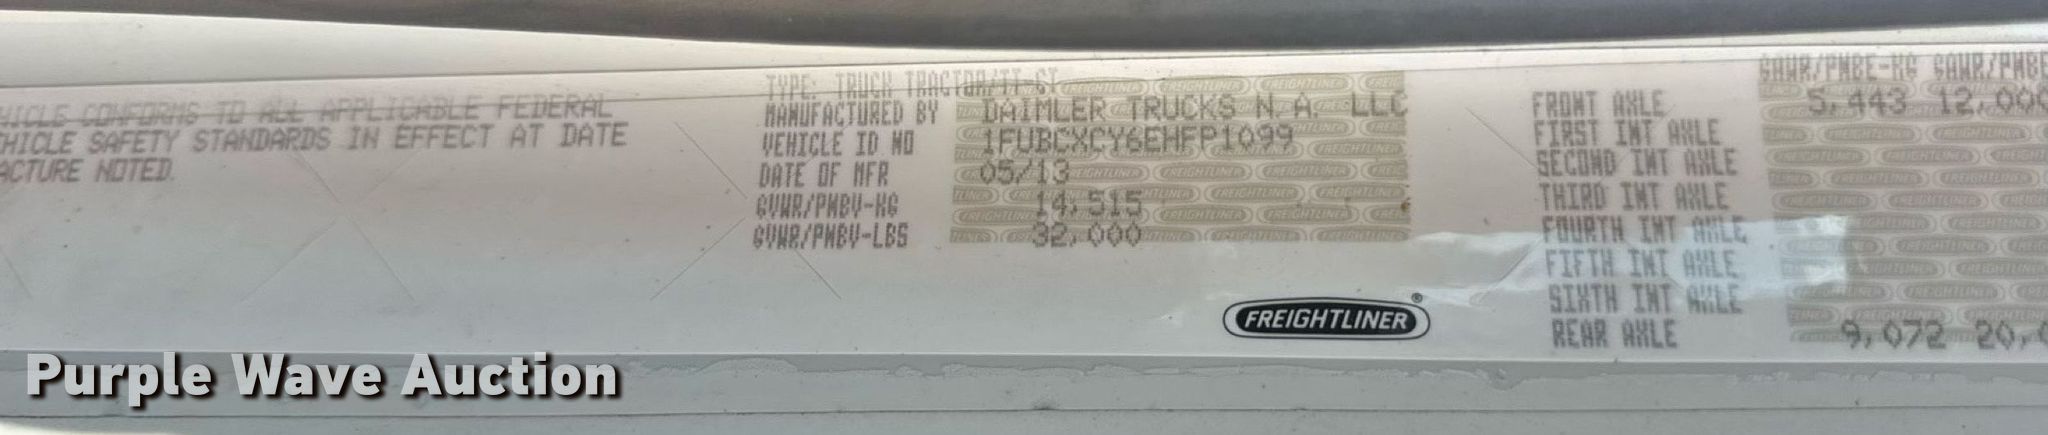 HICLE CONFORMS TO ALL APPLICABLE FEDERAL
HICLE SAFETY STANDARDS IN EFFECT AT DATE
ACTURE NOTED.
TYPE: TRUCK TRACTOR/TT-CT
MANUFACTURED BY DAIMLER TRUCKS N.A. LLC
VEHICLE ID NO 1FUBCXCY6EHFP1099
DATE OF MFR 05/13
GVWR/PNBV-KG 14,515
GVWR/PNBV-LBS 32,000
FREIGHTLINER®
GAWR/PNBE-KG GAWR/PNBE
FRONT AXLE 5,443 12,000
FIRST INT AXLE
SECOND INT AXLE
THIRD INT AXLE
FOURTH INT AXLE
FIFTH INT AXLE
SIXTH INT AXLE
REAR AXLE 9,072 20,0
Purple Wave Auction